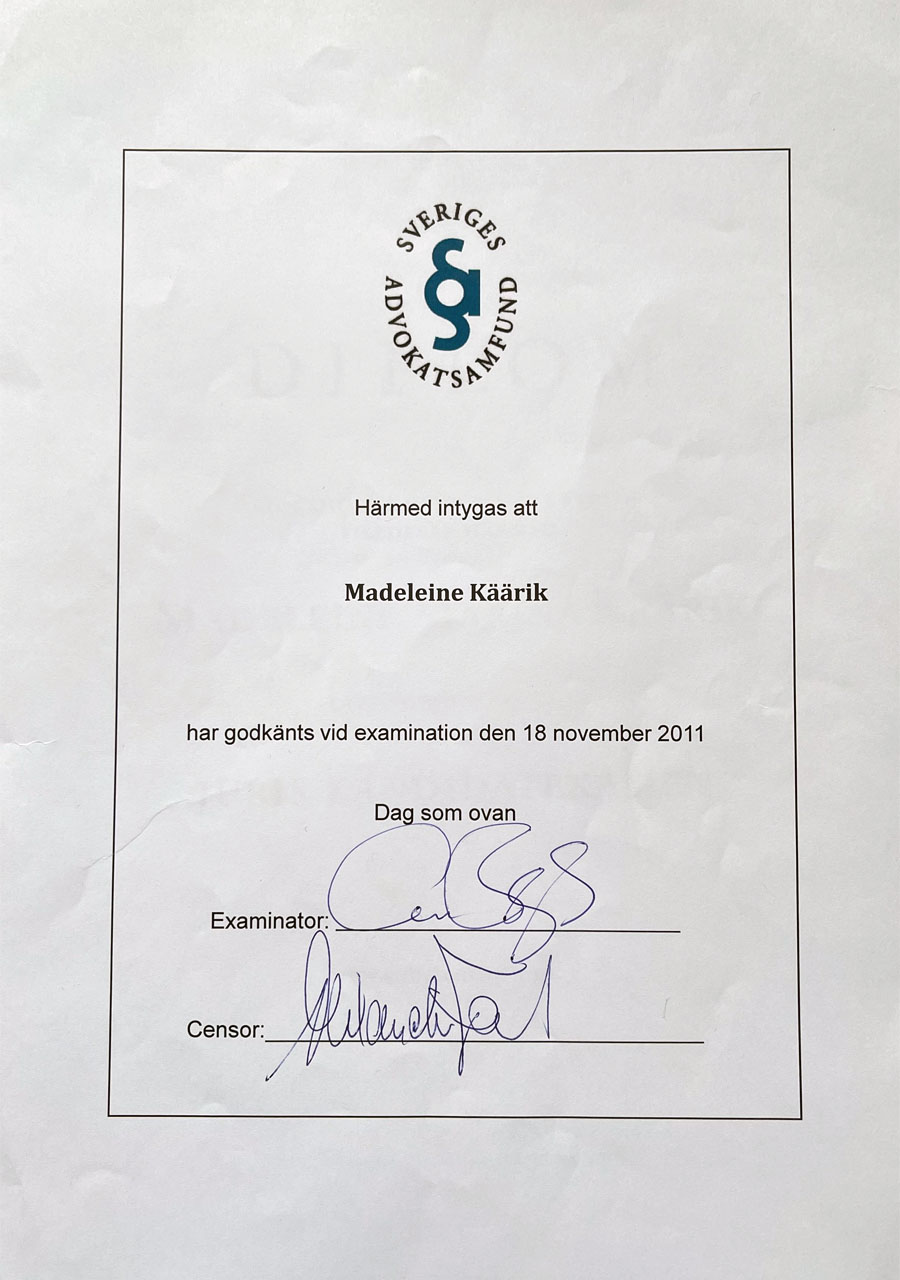 SVERIGES
ADVOKATSAMFUND
Härmed intygas att
Madeleine Käärik
har godkänts vid examination den 18 november 2011
Dag som ovan
Examinator:
Censor: